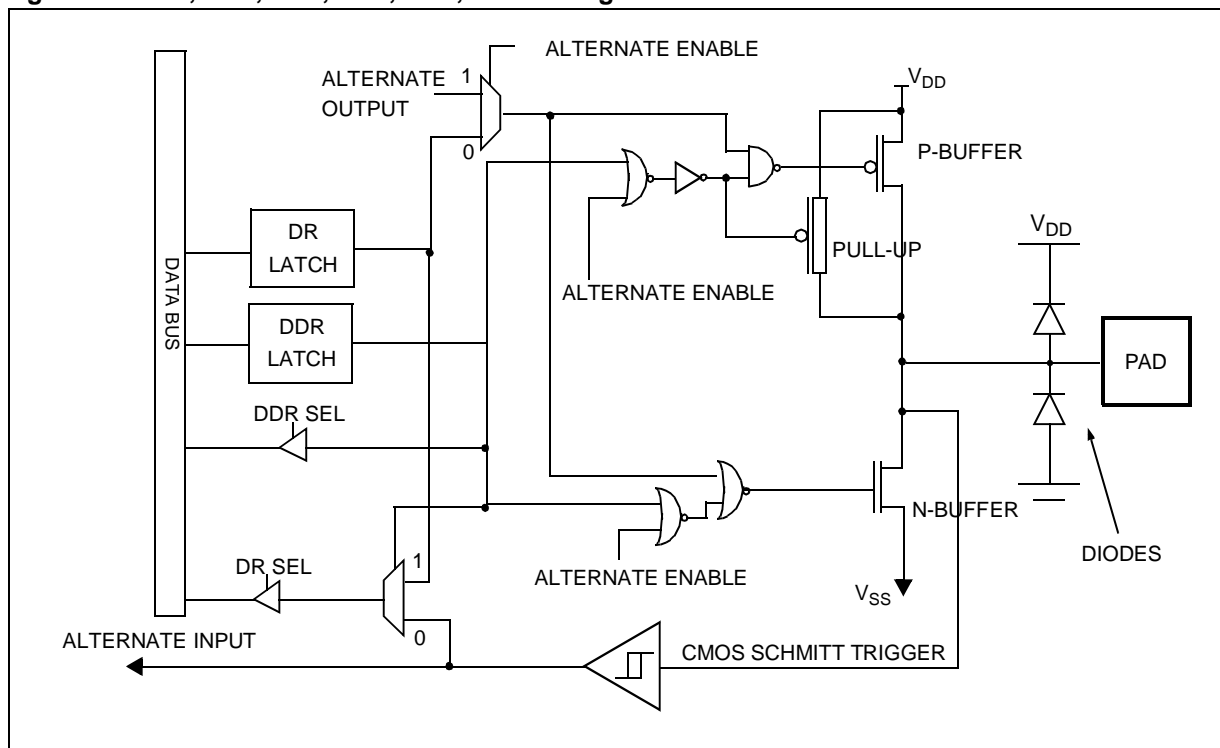 ALTERNATE ENABLE
ALTERNATE
OUTPUT
1
0
VDD
P-BUFFER
PULL-UP
VDD
ALTERNATE ENABLE
DATA BUS
DR
LATCH
DDR
LATCH
PAD
DDR SEL
N-BUFFER
DIODES
ALTERNATE ENABLE
DR SEL
1
0
VSS
ALTERNATE INPUT
CMOS SCHMITT TRIGGER